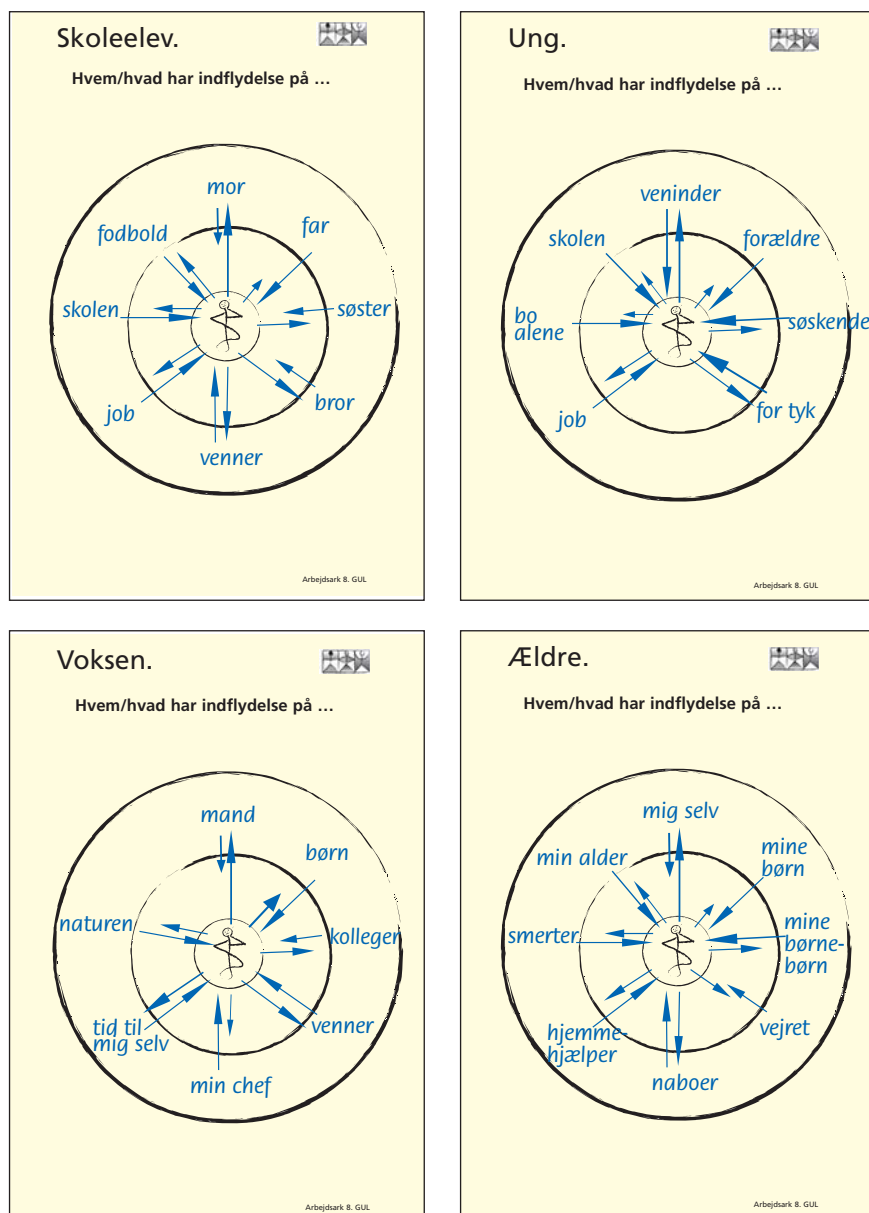 Skoleelev.
Hvem/hvad har indflydelse på ...
mor
far
fodbold
skolen
søster
job
bror
venner
Arbejdsark 8. GUL
Ung.
Hvem/hvad har indflydelse på ...
veninder
skolen
forældre
bo
alene
søskende
job
for tyk
Arbejdsark 8. GUL
Voksen.
Hvem/hvad har indflydelse på ...
mand
børn
naturen
kolleger
tid til
mig selv
venner
min chef
Arbejdsark 8. GUL
Ældre.
Hvem/hvad har indflydelse på ...
mig selv
min alder
mine
børn
smerter
mine
børne-
børn
hjemme-
hjælper
vejret
naboer
Arbejdsark 8. GUL